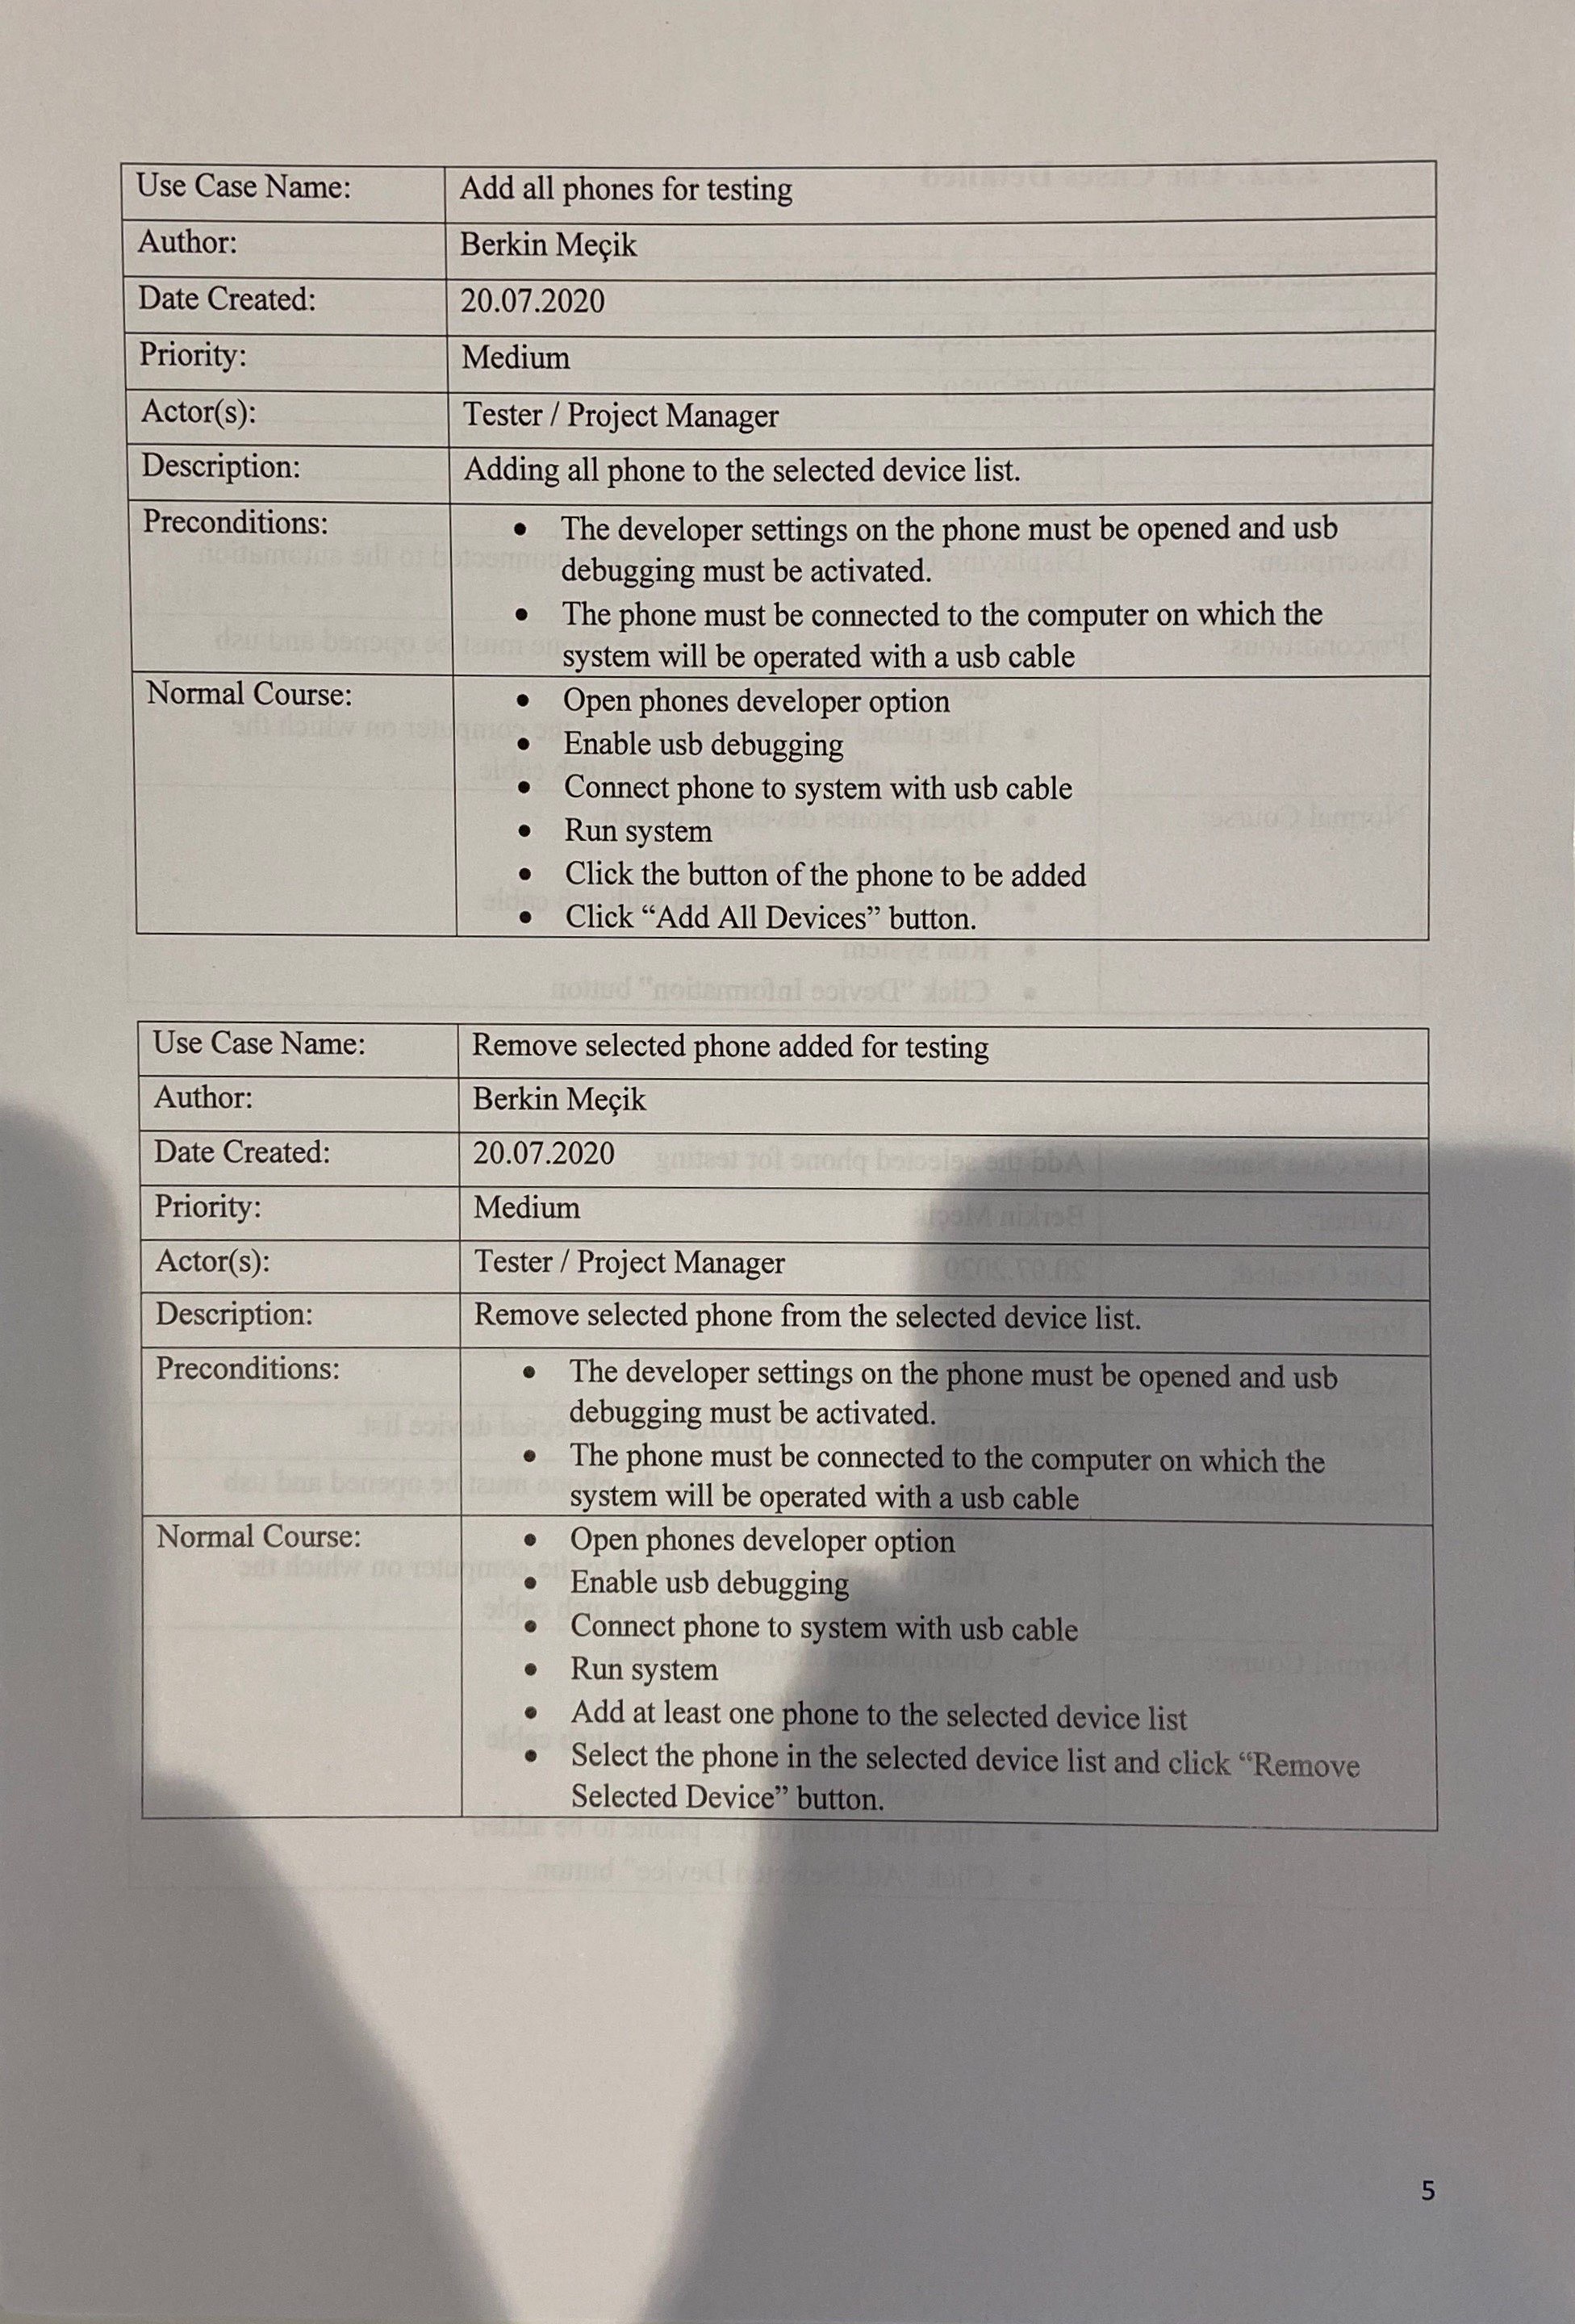 Use Case Name: Add all phones for testing
Author: Berkin Meçik
Date Created: 20.07.2020
Priority: Medium
Actor(s): Tester / Project Manager
Description: Adding all phone to the selected device list.
Preconditions: • The developer settings on the phone must be opened and usb
debugging must be activated.
• The phone must be connected to the computer on which the
system will be operated with a usb cable
Normal Course: • Open phones developer option
• Enable usb debugging
• Connect phone to system with usb cable
• Run system
• Click the button of the phone to be added
• Click “Add All Devices” button.
Use Case Name: Remove selected phone added for testing
Author: Berkin Meçik
Date Created: 20.07.2020
Priority: Medium
Actor(s): Tester / Project Manager
Description: Remove selected phone from the selected device list.
Preconditions: • The developer settings on the phone must be opened and usb
debugging must be activated.
• The phone must be connected to the computer on which the
system will be operated with a usb cable
Normal Course: • Open phones developer option
• Enable usb debugging
• Connect phone to system with usb cable
• Run system
• Add at least one phone to the selected device list
• Select the phone in the selected device list and click “Remove
Selected Device” button.
5